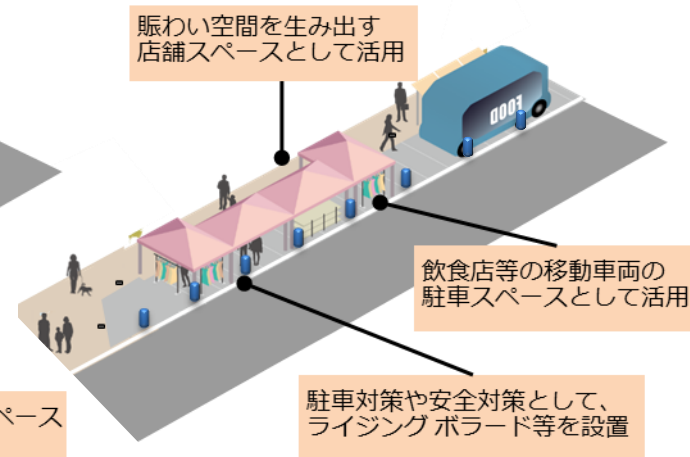 賑わい空間を生み出す
店舗スペースとして活用
FOOD
飲食店等の移動車両の
駐車スペースとして活用
駐車対策や安全対策として、
ライジング ボラード等を設置
ペース